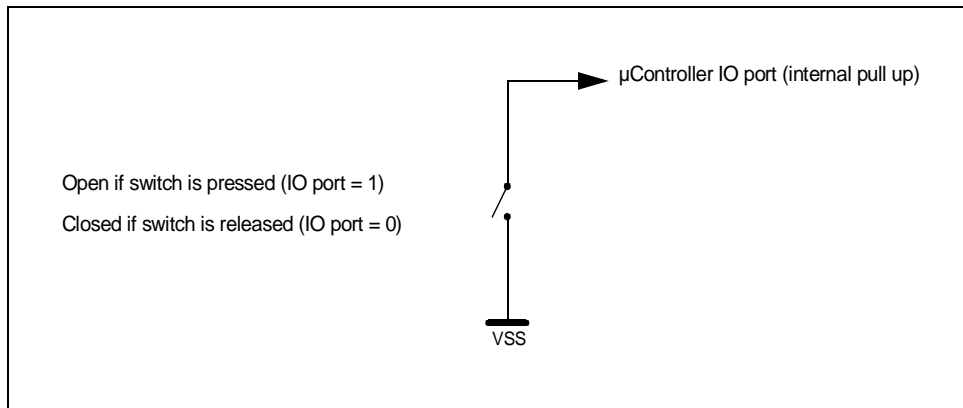 µController IO port (internal pull up)
Open if switch is pressed (IO port = 1)
Closed if switch is released (IO port = 0)
VSS